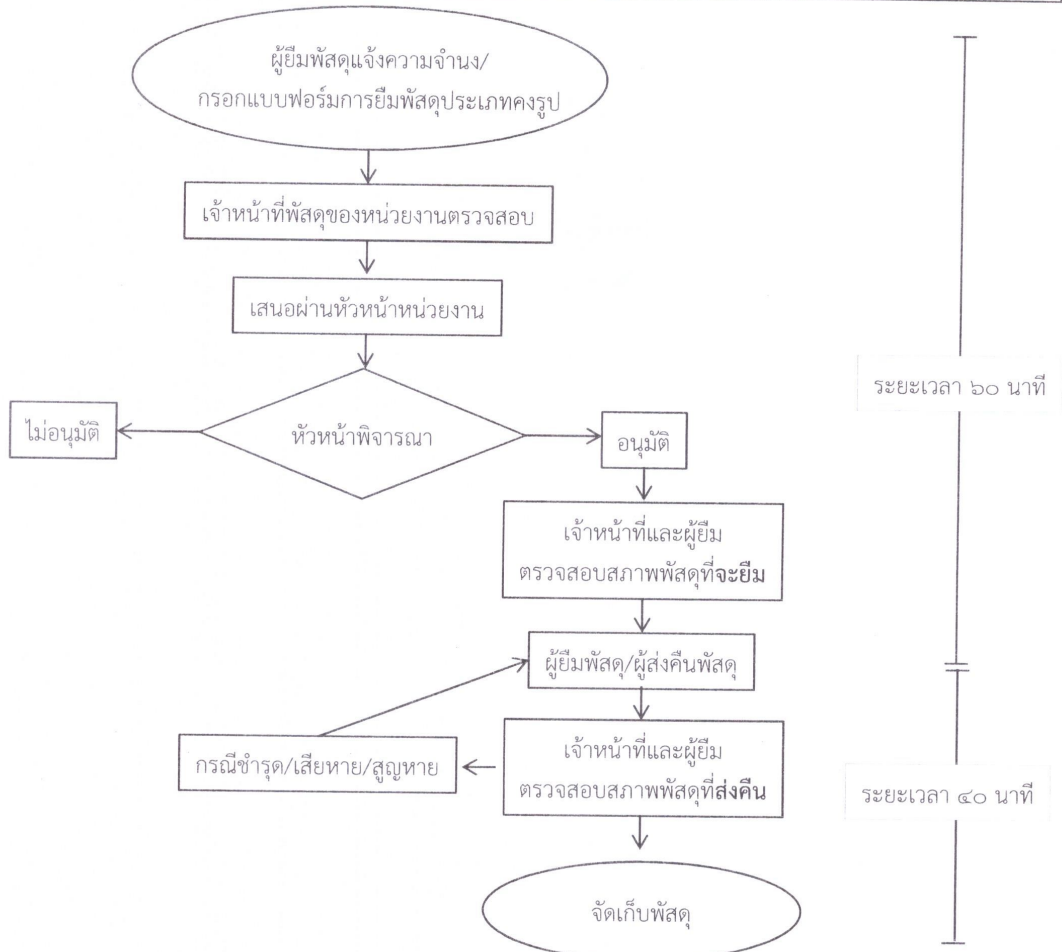 ผู้ยืมพัสดุแจ้งความจำนง/
กรอกแบบฟอร์มการยืมพัสดุประเภทคงรูป
เจ้าหน้าที่พัสดุของหน่วยงานตรวจสอบ
เสนอผ่านหัวหน้าหน่วยงาน
หัวหน้าพิจารณา
ไม่อนุมัติ
อนุมัติ
ระยะเวลา ๖๐ นาที
เจ้าหน้าที่และผู้ยืม
ตรวจสอบสภาพพัสดุที่จะยืม
ผู้ยืมพัสดุ/ผู้ส่งคืนพัสดุ
เจ้าหน้าที่และผู้ยืม
ตรวจสอบสภาพพัสดุที่ส่งคืน
กรณีชำรุด/เสียหาย/สูญหาย
ระยะเวลา ๔๐ นาที
จัดเก็บพัสดุ